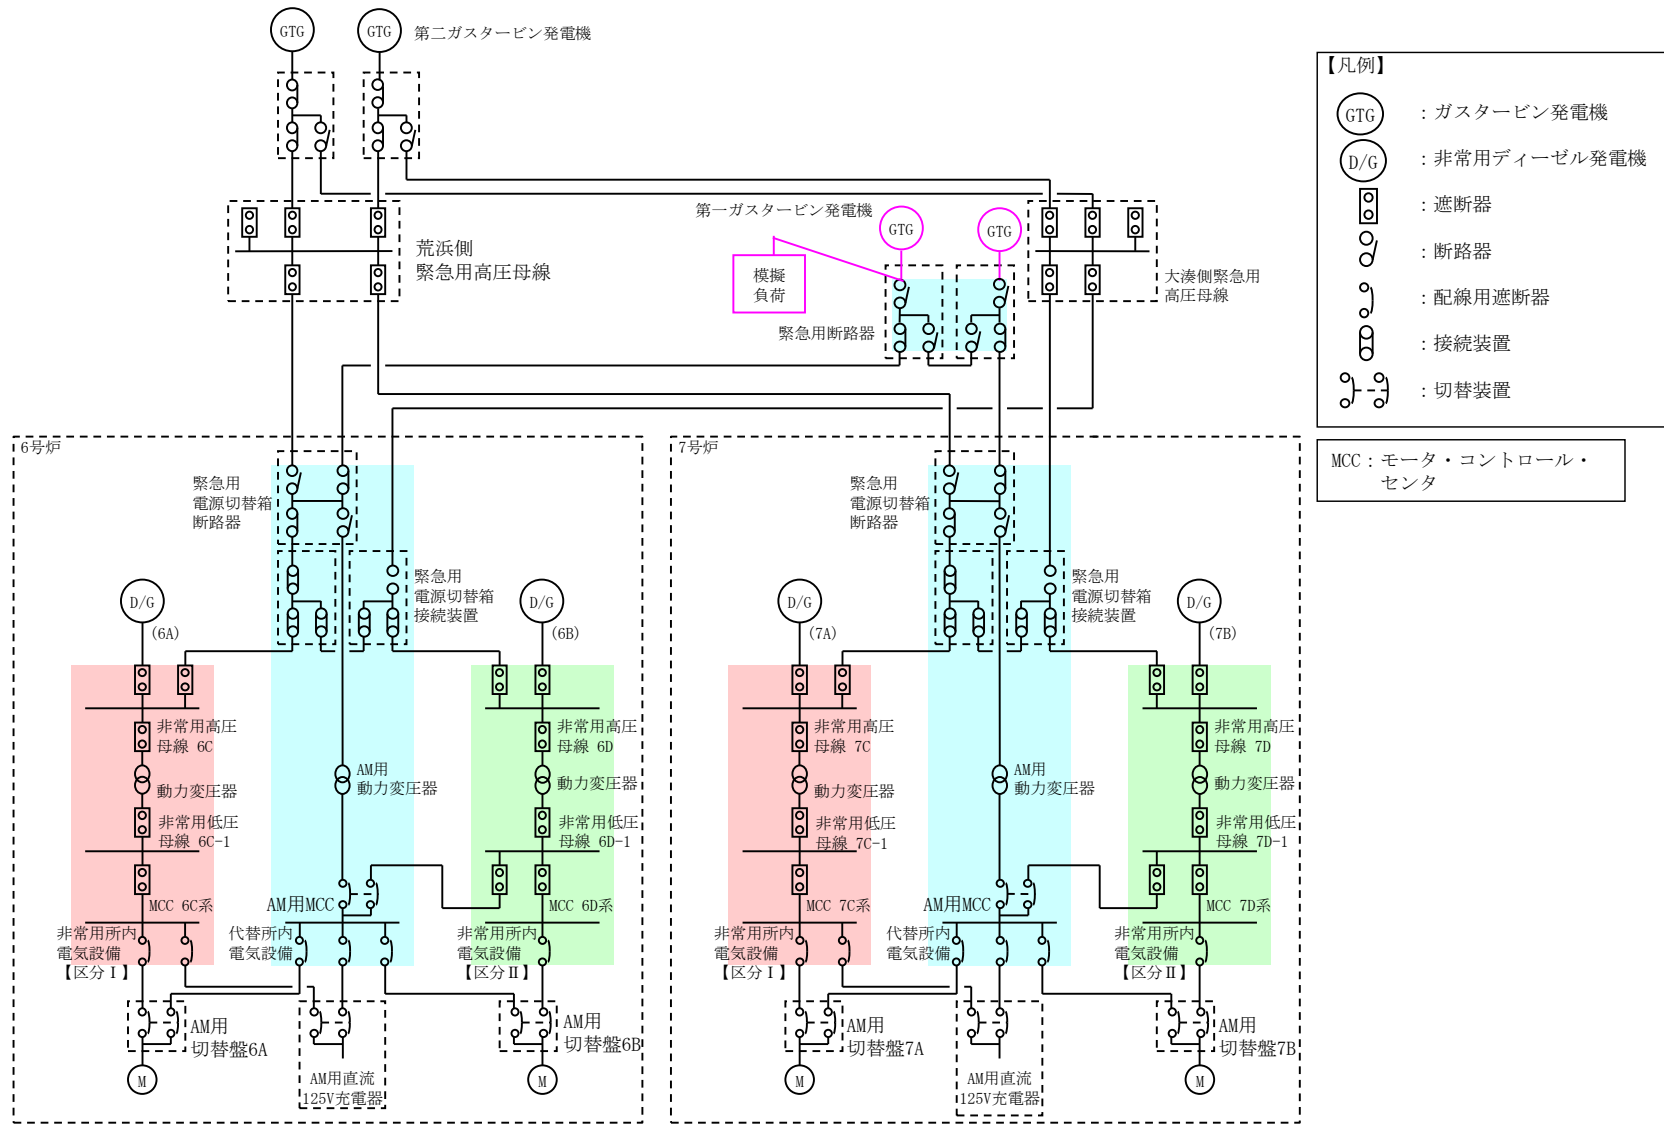 GTG
GTG
第二ガスタービン発電機
【凡例】
GTG
：ガスタービン発電機
D/G
：非常用ディーゼル発電機
：遮断器
：断路器
：配線用遮断器
：接続装置
：切替装置
MCC：モータ・コントロール・
センタ
荒浜側
緊急用高圧母線
第一ガスタービン発電機
GTG
GTG
模擬
負荷
緊急用断路器
大湊側緊急用
高圧母線
6号炉
緊急用
電源切替箱
断路器
緊急用
電源切替箱
接続装置
D/G
(6A)
D/G
(6B)
非常用高圧
母線 6C
動力変圧器
非常用低圧
母線 6C-1
MCC 6C系
非常用所内
電気設備
【区分Ⅰ】
AM用
動力変圧器
AM用MCC
代替所内
電気設備
非常用高圧
母線 6D
動力変圧器
非常用低圧
母線 6D-1
MCC 6D系
非常用所内
電気設備
【区分Ⅱ】
AM用
切替盤6A
M
AM用直流
125V充電器
AM用
切替盤6B
M
7号炉
緊急用
電源切替箱
断路器
緊急用
電源切替箱
接続装置
D/G
(7A)
D/G
(7B)
非常用高圧
母線 7C
動力変圧器
非常用低圧
母線 7C-1
MCC 7C系
非常用所内
電気設備
【区分Ⅰ】
AM用
動力変圧器
AM用MCC
代替所内
電気設備
非常用高圧
母線 7D
動力変圧器
非常用低圧
母線 7D-1
MCC 7D系
非常用所内
電気設備
【区分Ⅱ】
AM用
切替盤7A
M
AM用直流
125V充電器
AM用
切替盤7B
M